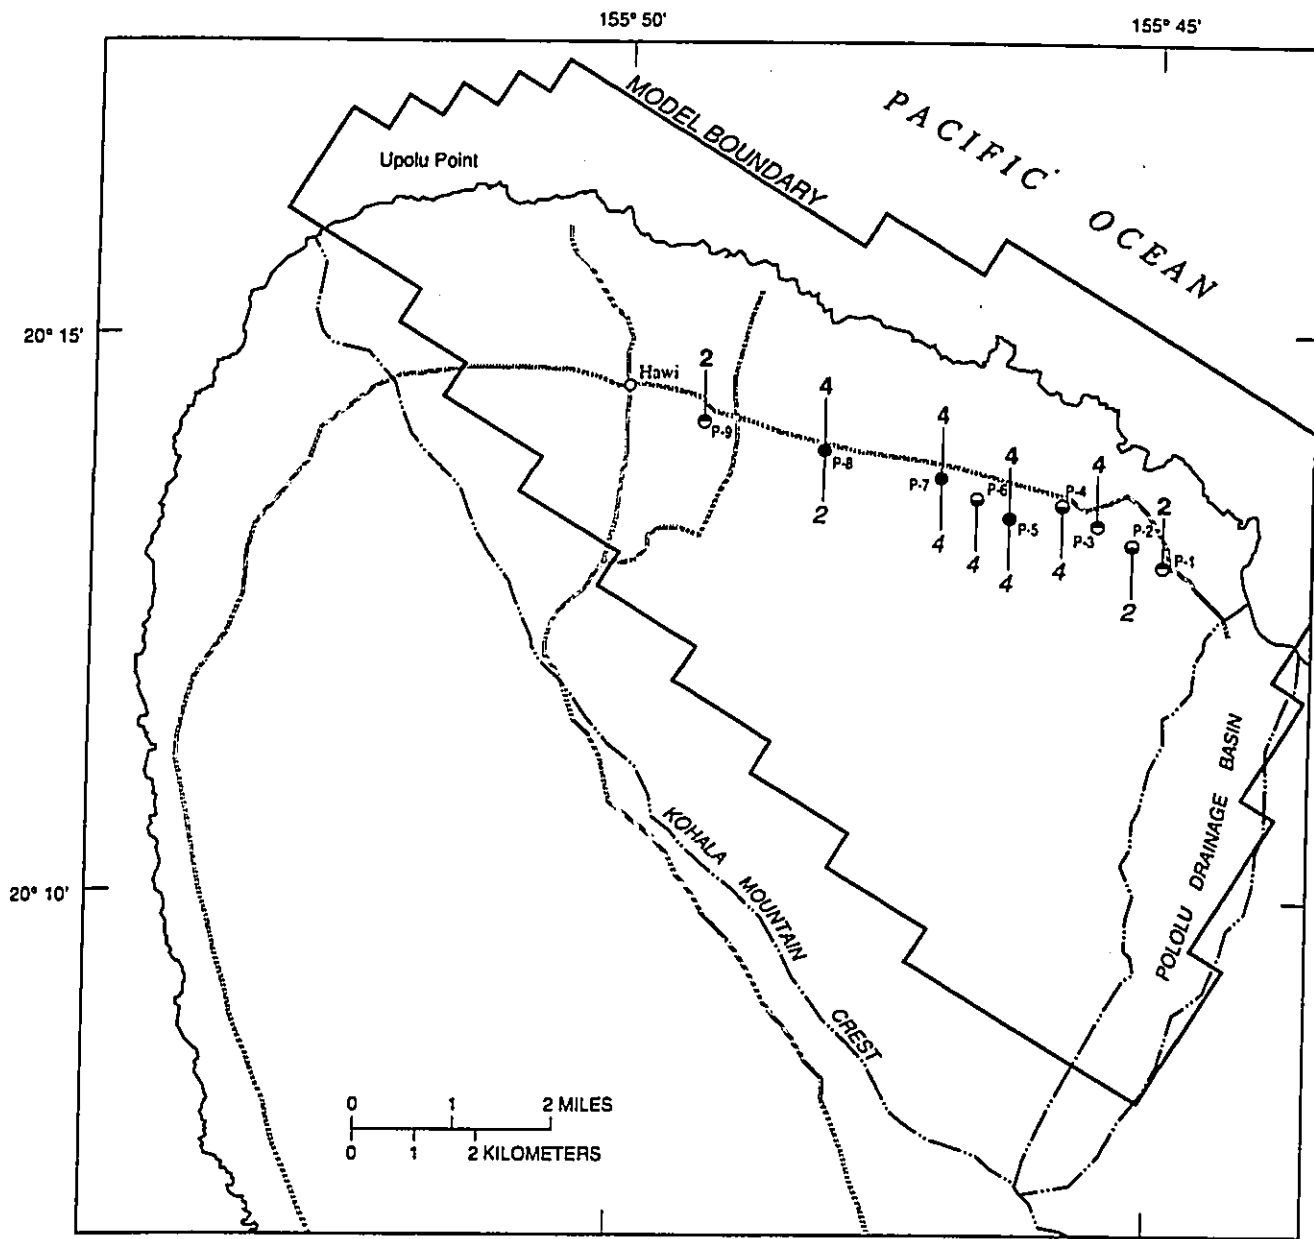 155° 50'
155° 45'
PACIFIC OCEAN
MODEL BOUNDARY
Upolu Point
20° 15'
Hawi
2
P-9
4
P-8
2
4
P-7
4
P-6
4
4
P-5
4
P-4
4
4
P-3
P-2
2
2
P-1
KOHALA MOUNTAIN CREST
POLOLU DRAINAGE BASIN
20° 10'
0 1 2 MILES
0 1 2 KILOMETERS